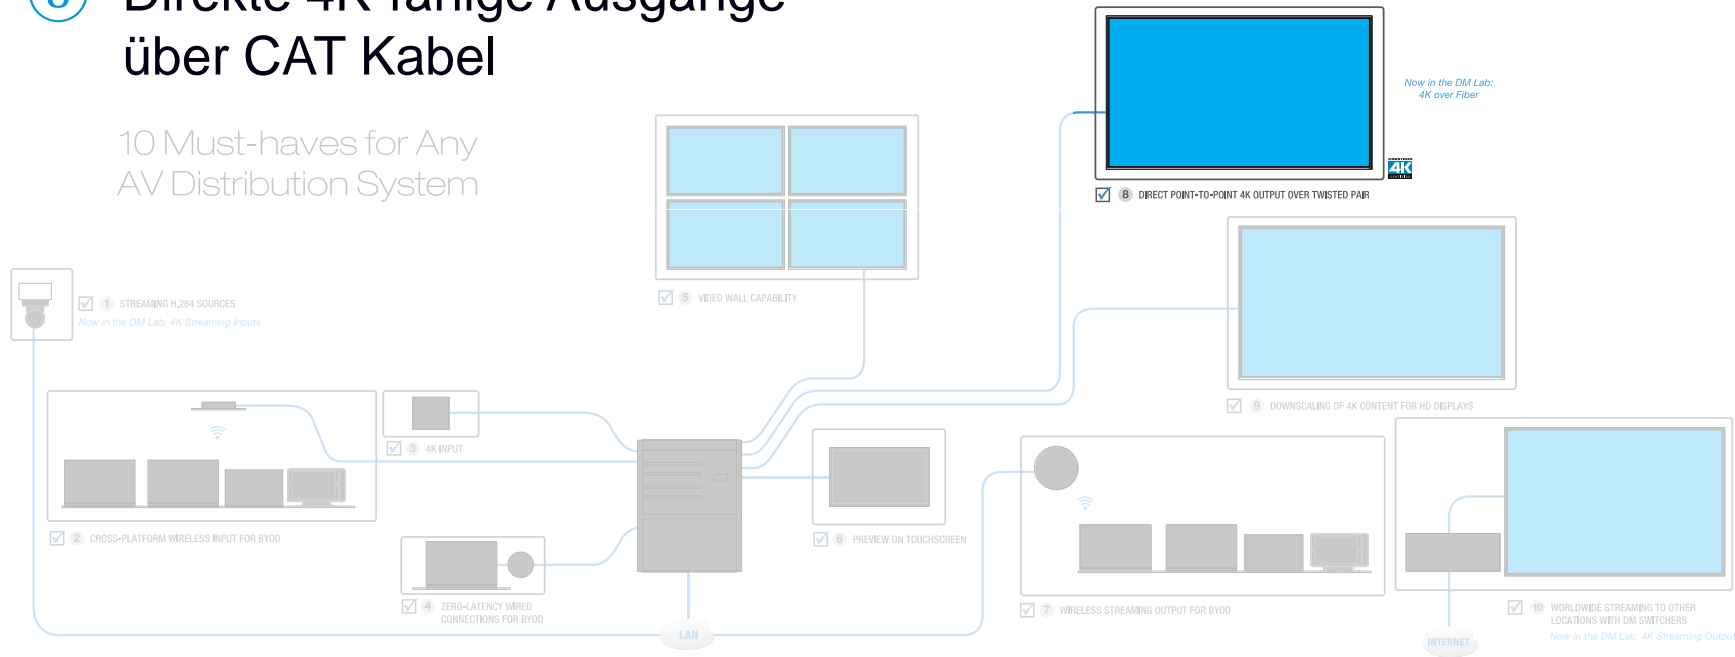 8
Direkte 4K fähige Ausgänge
über CAT Kabel
10 Must-haves for Any
AV Distribution System
Now in the DM Lab:
4K over Fiber
4K
8 DIRECT POINT-TO-POINT 4K OUTPUT OVER TWISTED PAIR
1 STREAMING H.264 SOURCES
Now in the DM Lab: 4K Streaming Inputs
5 VIDEO WALL CAPABILITY
9 DOWNSCALING OF 4K CONTENT FOR HD DISPLAYS
3 4K INPUT
2 CROSS-PLATFORM WIRELESS INPUT FOR BYOD
6 PREVIEW ON TOUCHSCREEN
4 ZERO-LATENCY WIRED
CONNECTIONS FOR BYOD
7 WIRELESS STREAMING OUTPUT FOR BYOD
10 WORLDWIDE STREAMING TO OTHER
LOCATIONS WITH DM SWITCHERS
Now in the DM Lab: 4K Streaming Output
LAN
INTERNET